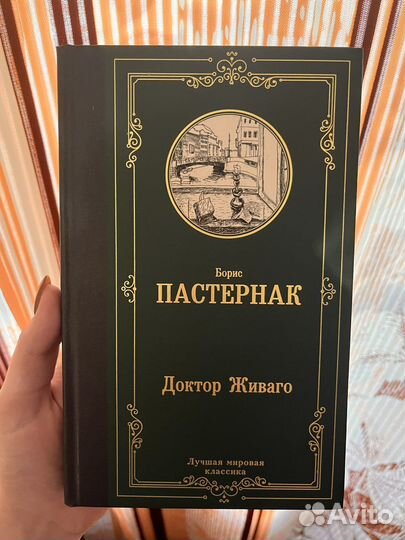 Борис
ПАСТЕРНАК
Доктор Живаго
Лучшая мировая
классика
Avito